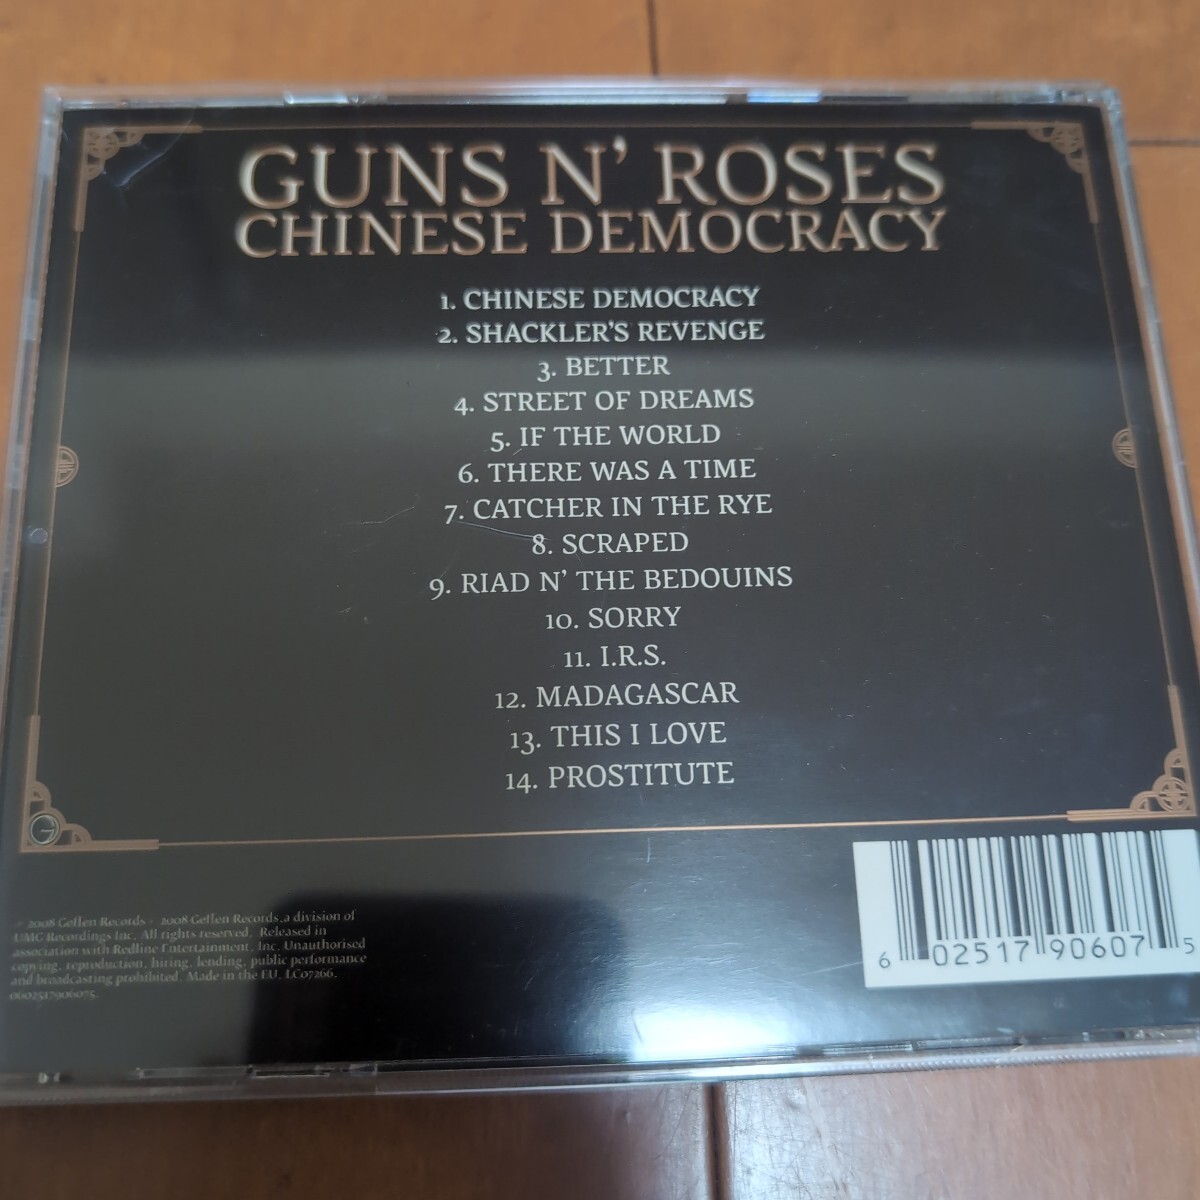 GUNS N' ROSES
CHINESE DEMOCRACY
1. CHINESE DEMOCRACY
2. SHACKLER'S REVENGE
3. BETTER
4. STREET OF DREAMS
5. IF THE WORLD
6. THERE WAS A TIME
7. CATCHER IN THE RYE
8. SCRAPED
9. RIAD N' THE BEDOUINS
10. SORRY
11. I.R.S.
12. MADAGASCAR
13. THIS I LOVE
14. PROSTITUTE
G
2008 Geffen Records 2008 Geffen Records, a division of
UMG Recordings Inc. All rights reserved. Released in
association with Redline Entertainment, Inc. Unauthorised
copying, reproduction, hiring, lending, public performance
and broadcasting prohibited. Made in the EU. LC07266.
0602517906075.
6 02517 90607 5